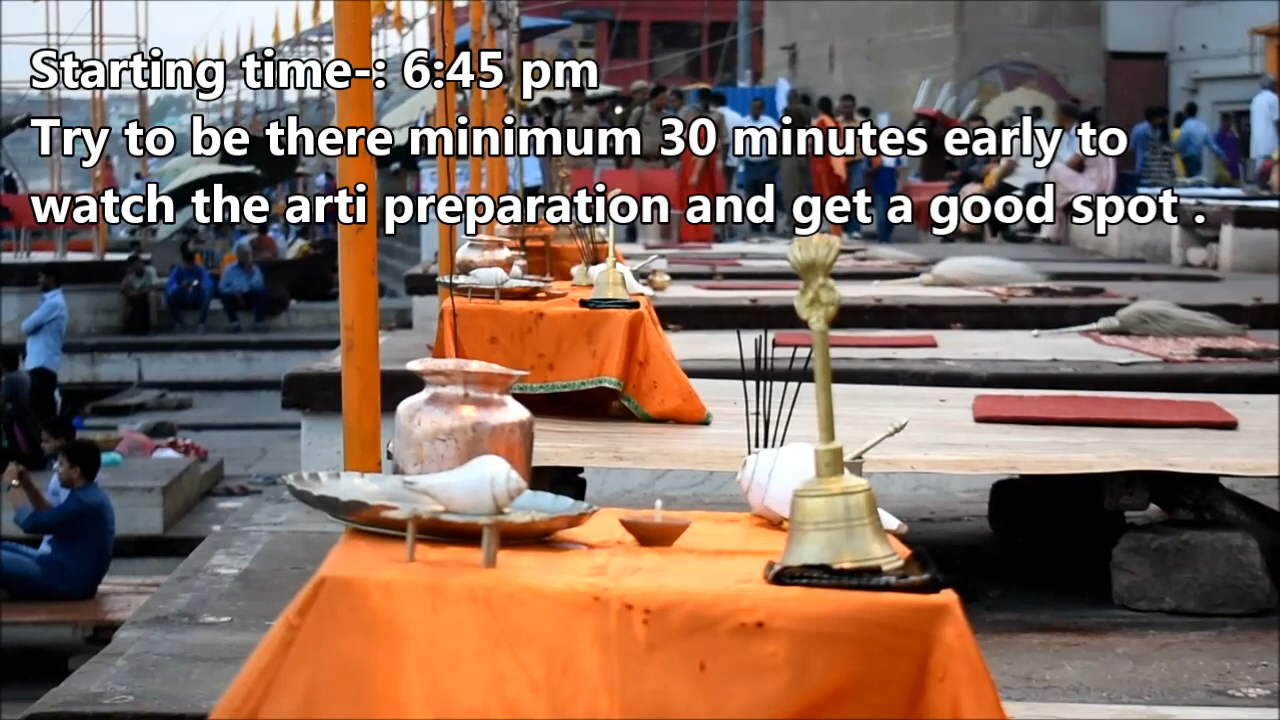 Starting time-: 6:45 pm
Try to be there minimum 30 minutes early to
watch the arti preparation and get a good spot .